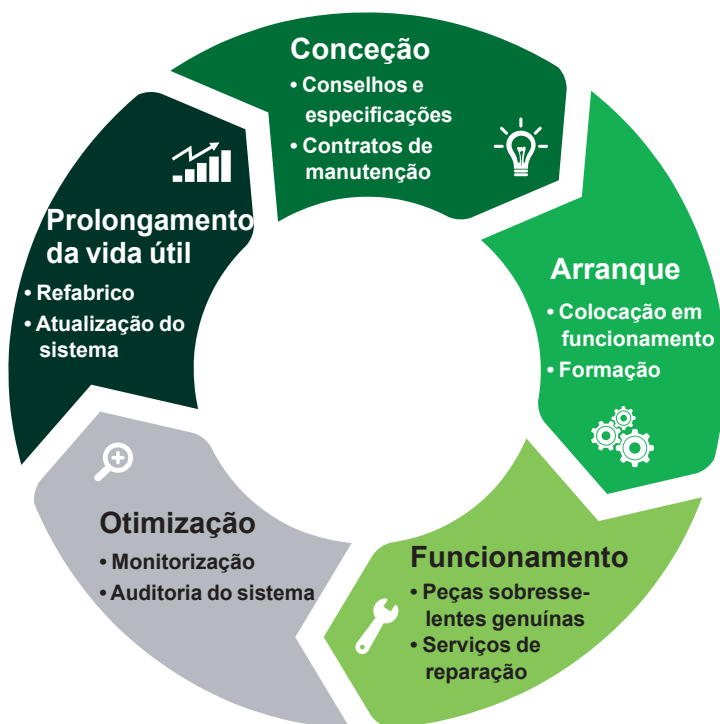 Conceção
• Conselhos e
especificações
• Contratos de
manutenção
Arranque
• Colocação em
funcionamento
• Formação
Funcionamento
• Peças sobresse-
lentes genuínas
• Serviços de
reparação
Otimização
• Monitorização
• Auditoria do sistema
Prolongamento
da vida útil
• Refabrico
• Atualização do
sistema